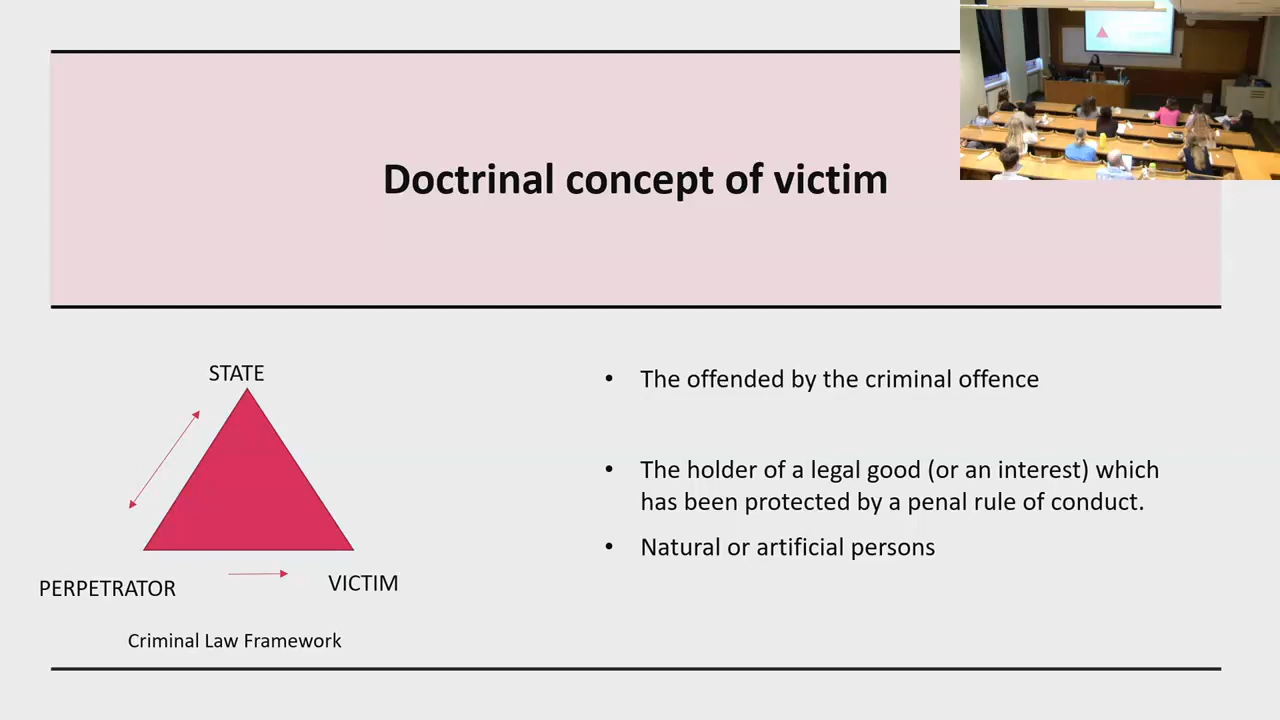 Doctrinal concept of victim
STATE
PERPETRATOR
VICTIM
Criminal Law Framework
• The offended by the criminal offence
• The holder of a legal good (or an interest) which
has been protected by a penal rule of conduct.
• Natural or artificial persons